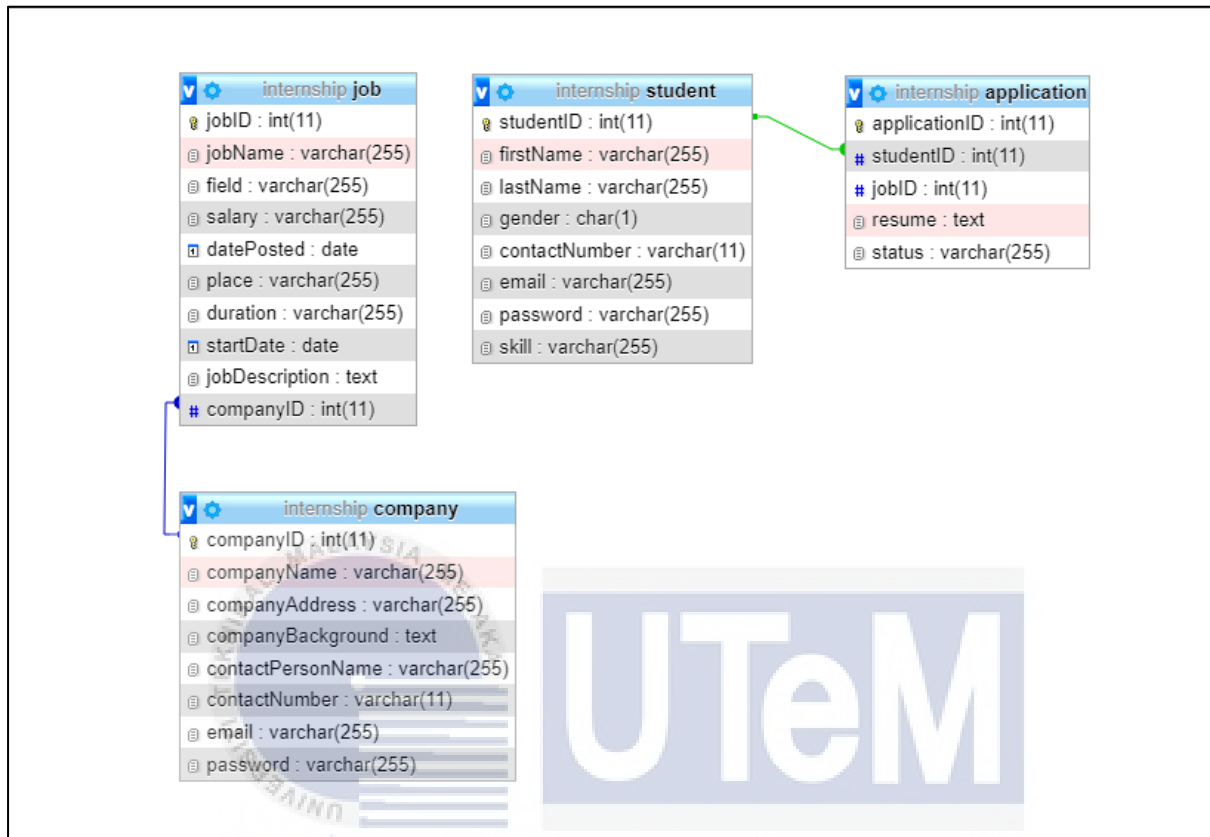 internship job
jobID : int(11)
jobName : varchar(255)
field : varchar(255)
salary : varchar(255)
datePosted : date
place : varchar(255)
duration : varchar(255)
startDate : date
jobDescription : text
# companyID : int(11)
internship student
studentID : int(11)
firstName : varchar(255)
lastName : varchar(255)
gender : char(1)
contactNumber : varchar(11)
email : varchar(255)
password : varchar(255)
skill : varchar(255)
internship application
applicationID : int(11)
# studentID : int(11)
# jobID : int(11)
resume : text
status : varchar(255)
internship company
companyID : int(11)
companyName : varchar(255)
companyAddress : varchar(255)
companyBackground : text
contactPersonName : varchar(255)
contactNumber : varchar(11)
email : varchar(255)
password : varchar(255)
UTeM